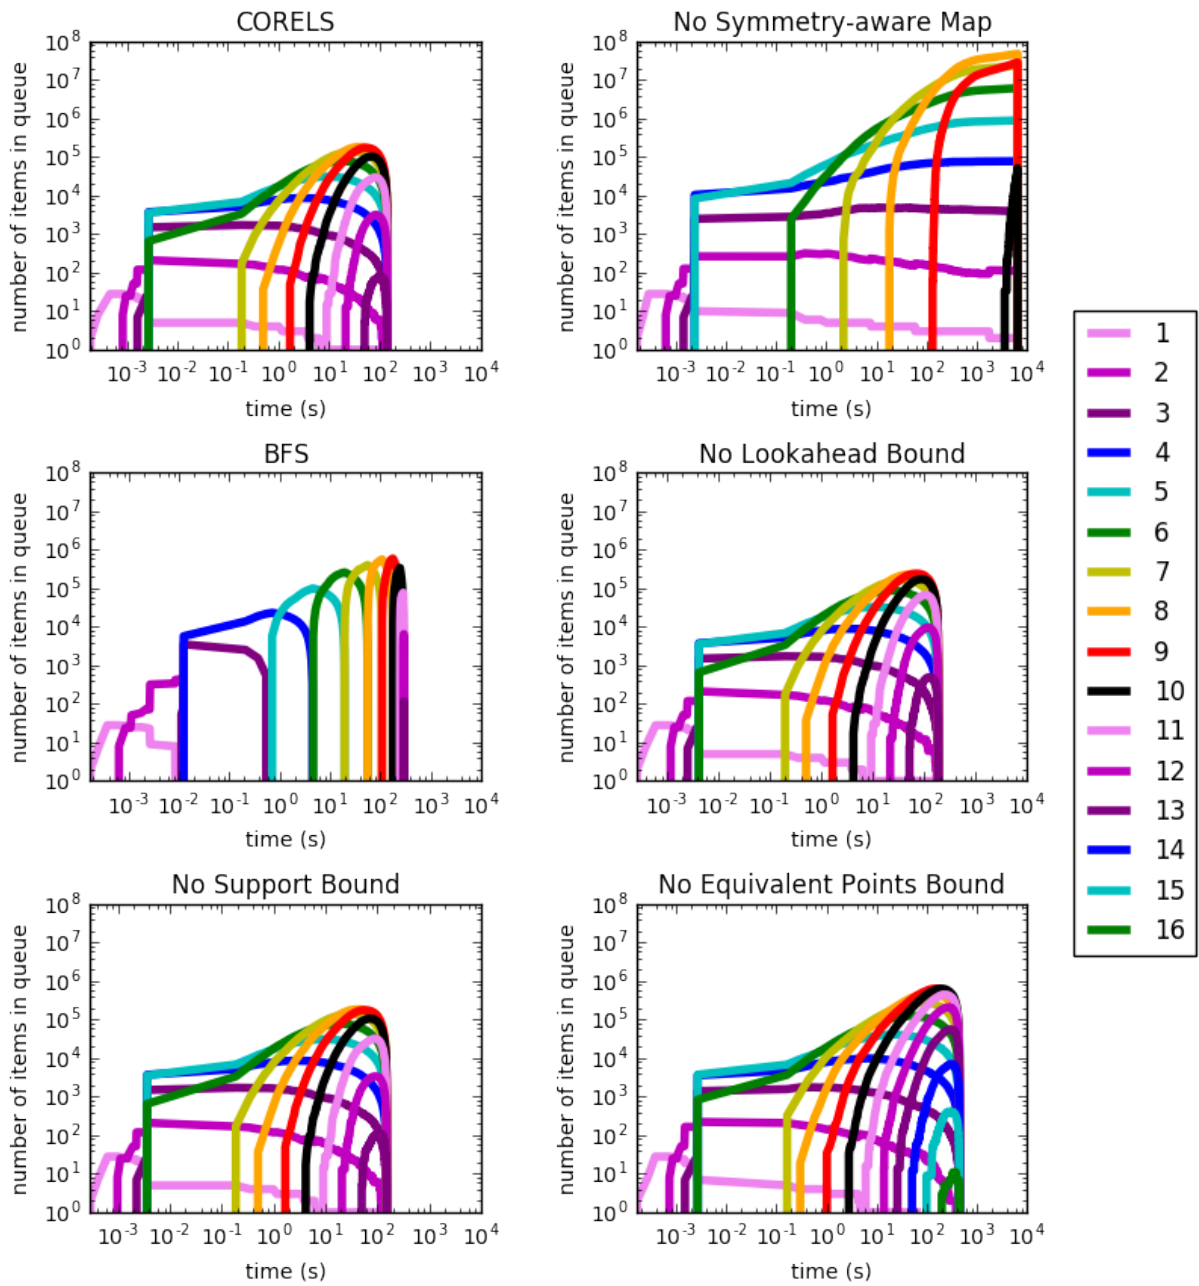 CORELS
No Symmetry-aware Map
number of items in queue
10^8
10^7
10^6
10^5
10^4
10^3
10^2
10^1
10^0
10^-3 10^-2 10^-1 10^0 10^1 10^2 10^3 10^4
time (s)
number of items in queue
10^8
10^7
10^6
10^5
10^4
10^3
10^2
10^1
10^0
10^-3 10^-2 10^-1 10^0 10^1 10^2 10^3 10^4
time (s)
BFS
No Lookahead Bound
number of items in queue
10^8
10^7
10^6
10^5
10^4
10^3
10^2
10^1
10^0
10^-3 10^-2 10^-1 10^0 10^1 10^2 10^3 10^4
time (s)
number of items in queue
10^8
10^7
10^6
10^5
10^4
10^3
10^2
10^1
10^0
10^-3 10^-2 10^-1 10^0 10^1 10^2 10^3 10^4
time (s)
No Support Bound
No Equivalent Points Bound
number of items in queue
10^8
10^7
10^6
10^5
10^4
10^3
10^2
10^1
10^0
10^-3 10^-2 10^-1 10^0 10^1 10^2 10^3 10^4
time (s)
number of items in queue
10^8
10^7
10^6
10^5
10^4
10^3
10^2
10^1
10^0
10^-3 10^-2 10^-1 10^0 10^1 10^2 10^3 10^4
time (s)
1
2
3
4
5
6
7
8
9
10
11
12
13
14
15
16